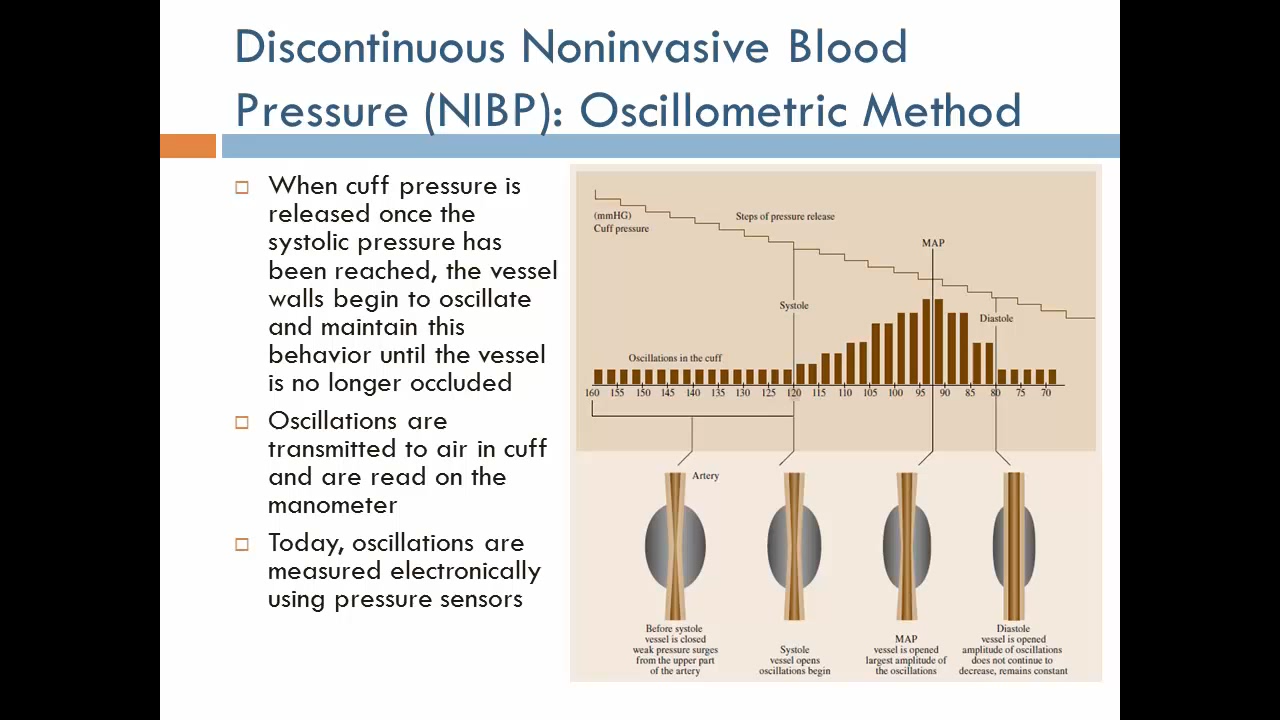 Discontinuous Noninvasive Blood
Pressure (NIBP): Oscillometric Method
When cuff pressure is
released once the
systolic pressure has
been reached, the vessel
walls begin to oscillate
and maintain this
behavior until the vessel
is no longer occluded
Oscillations are
transmitted to air in cuff
and are read on the
manometer
Today, oscillations are
measured electronically
using pressure sensors
(mmHG)
Cuff pressure
Steps of pressure release
MAP
Systole
Diastole
Oscillations in the cuff
160 155 150 145 140 135 130 125 120 115 110 105 100 95 90 85 80 75 70
Artery
Before systole
vessel is closed
weak pressure surges
from the upper part
of the artery
Systole
vessel opens
oscillations begin
MAP
vessel is opened
largest amplitude of
the oscillations
Diastole
vessel is opened
amplitude of oscillations
does not continue to
decrease, remains constant